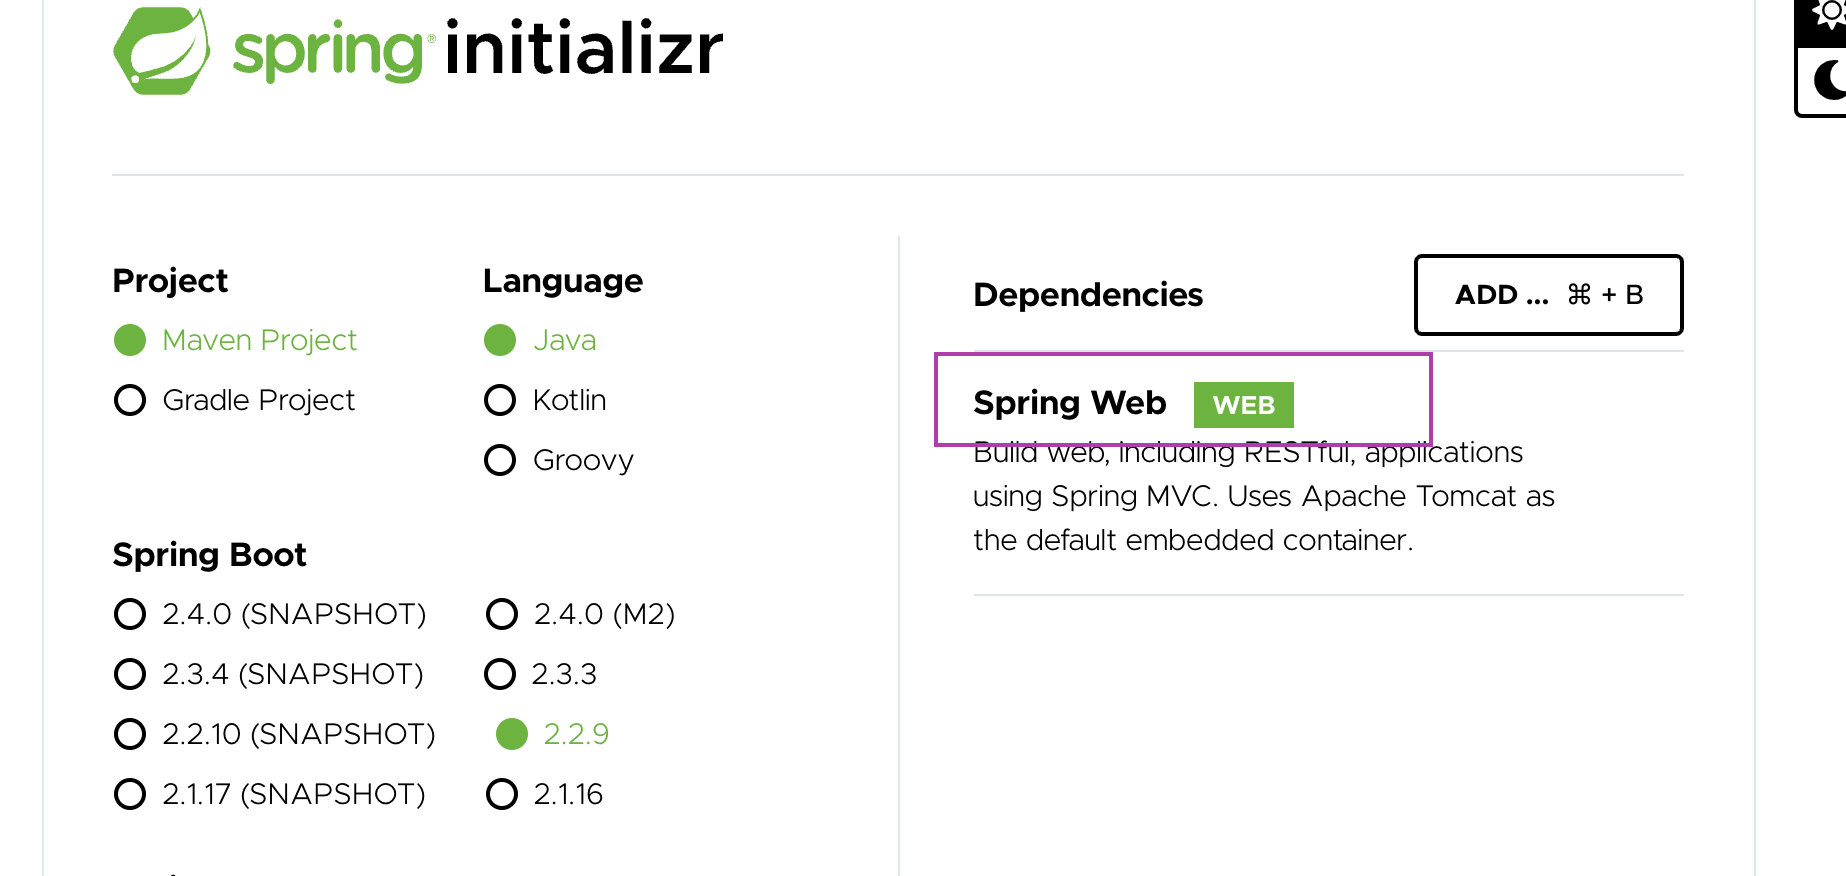 spring® initializr
Project
Maven Project
Gradle Project
Language
Java
Kotlin
Groovy
Spring Boot
2.4.0 (SNAPSHOT)
2.4.0 (M2)
2.3.4 (SNAPSHOT)
2.3.3
2.2.10 (SNAPSHOT)
2.2.9
2.1.17 (SNAPSHOT)
2.1.16
Dependencies
ADD ... ⌘ + B
Spring Web WEB
Build web, including RESTful, applications
using Spring MVC. Uses Apache Tomcat as
the default embedded container.